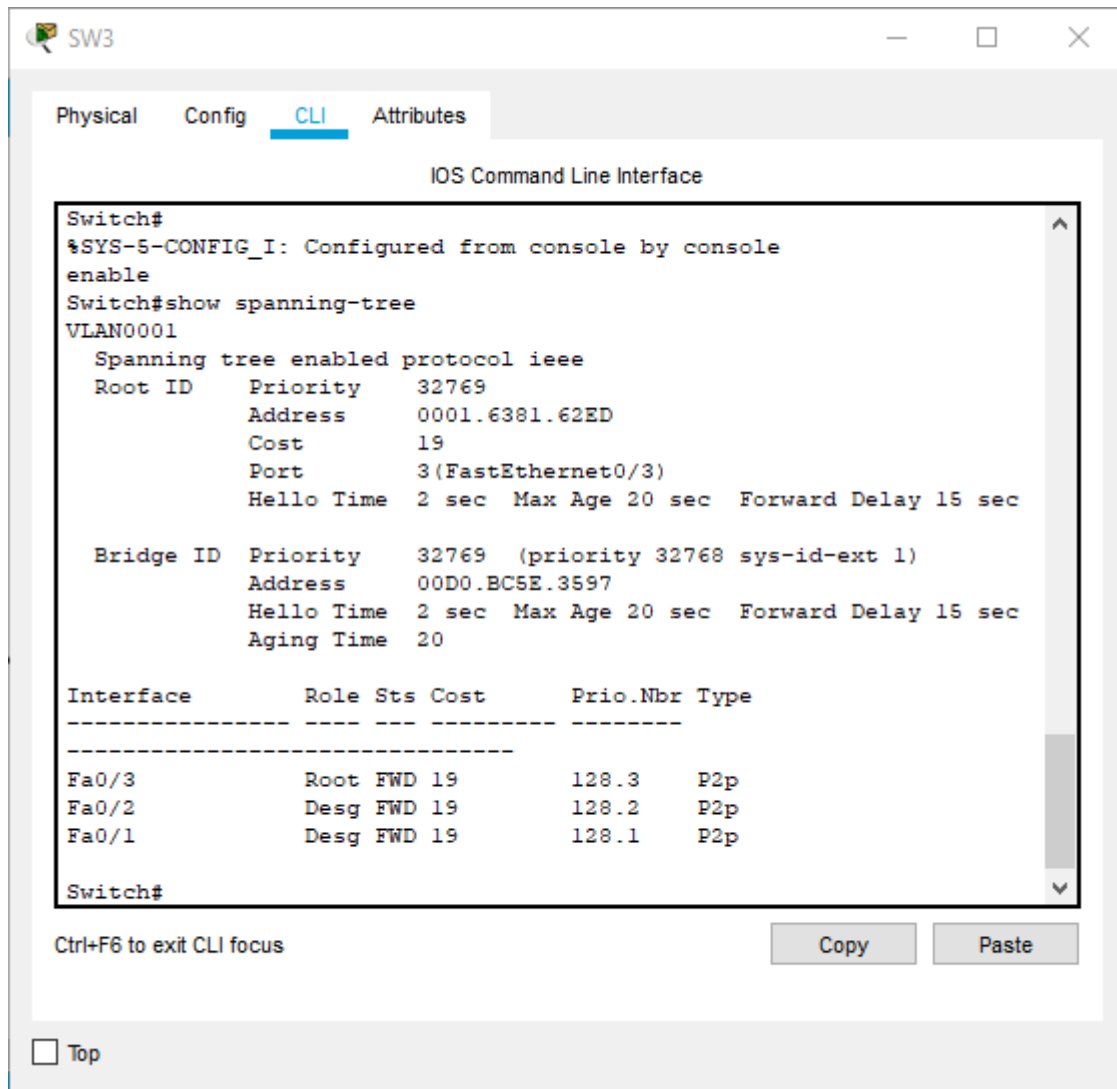 SW3
Physical Config CLI Attributes
IOS Command Line Interface
Switch#
%SYS-5-CONFIG_I: Configured from console by console
enable
Switch#show spanning-tree
VLAN0001
  Spanning tree enabled protocol ieee
  Root ID    Priority    32769
             Address     0001.6381.62ED
             Cost        19
             Port        3(FastEthernet0/3)
             Hello Time  2 sec  Max Age 20 sec  Forward Delay 15 sec

  Bridge ID  Priority    32769  (priority 32768 sys-id-ext 1)
             Address     00D0.BC5E.3597
             Hello Time  2 sec  Max Age 20 sec  Forward Delay 15 sec
             Aging Time  20

Interface        Role Sts Cost      Prio.Nbr Type
---------------- ---- --- --------- --------
--------------------------------
Fa0/3            Root FWD 19        128.3    P2p
Fa0/2            Desg FWD 19        128.2    P2p
Fa0/1            Desg FWD 19        128.1    P2p

Switch#
Ctrl+F6 to exit CLI focus
Copy Paste
Top